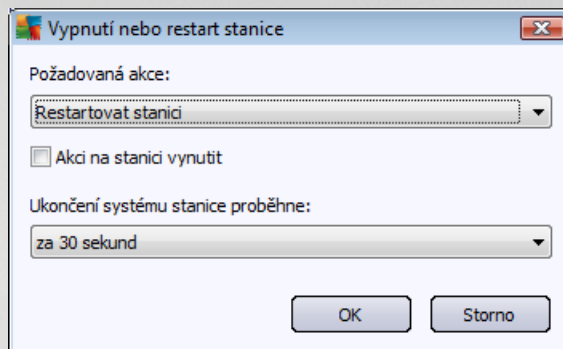 Vypnutí nebo restart stanice
Požadovaná akce:
Restartovat stanici
Akci na stanici vynutit
Ukončení systému stanice proběhne:
za 30 sekund
OK Storno